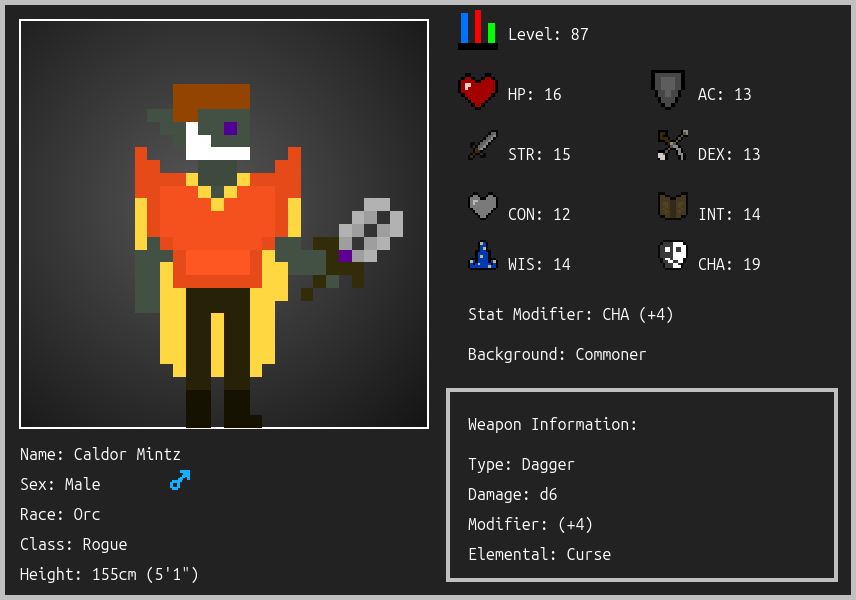 Level: 87
HP: 16
AC: 13
STR: 15
DEX: 13
CON: 12
INT: 14
WIS: 14
CHA: 19
Stat Modifier: CHA (+4)
Background: Commoner
Weapon Information:
Type: Dagger
Damage: d6
Modifier: (+4)
Elemental: Curse
Name: Caldor Mintz
Sex: Male
Race: Orc
Class: Rogue
Height: 155cm (5'1")